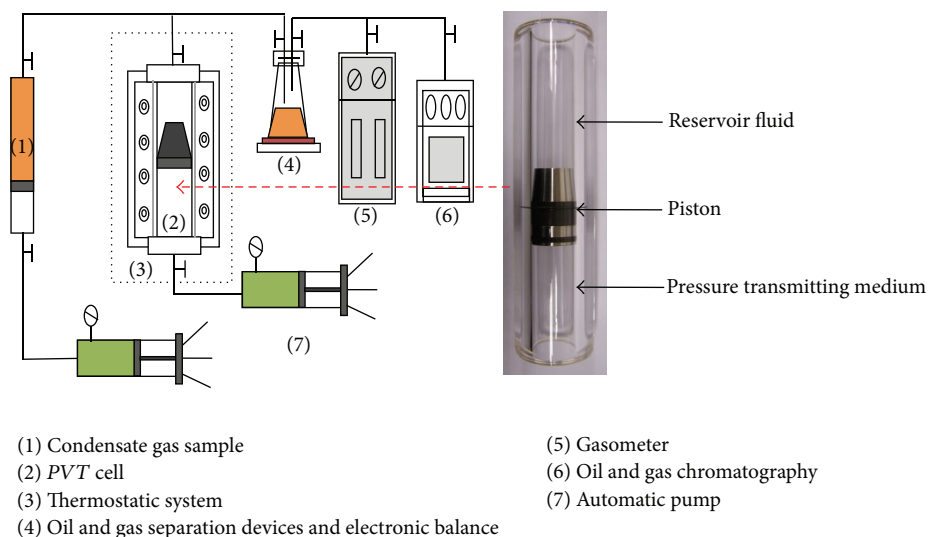 (1)
(2)
(3)
(4)
(5)
(6)
(7)
Reservoir fluid
Piston
Pressure transmitting medium
(1) Condensate gas sample
(2) PVT cell
(3) Thermostatic system
(4) Oil and gas separation devices and electronic balance
(5) Gasometer
(6) Oil and gas chromatography
(7) Automatic pump